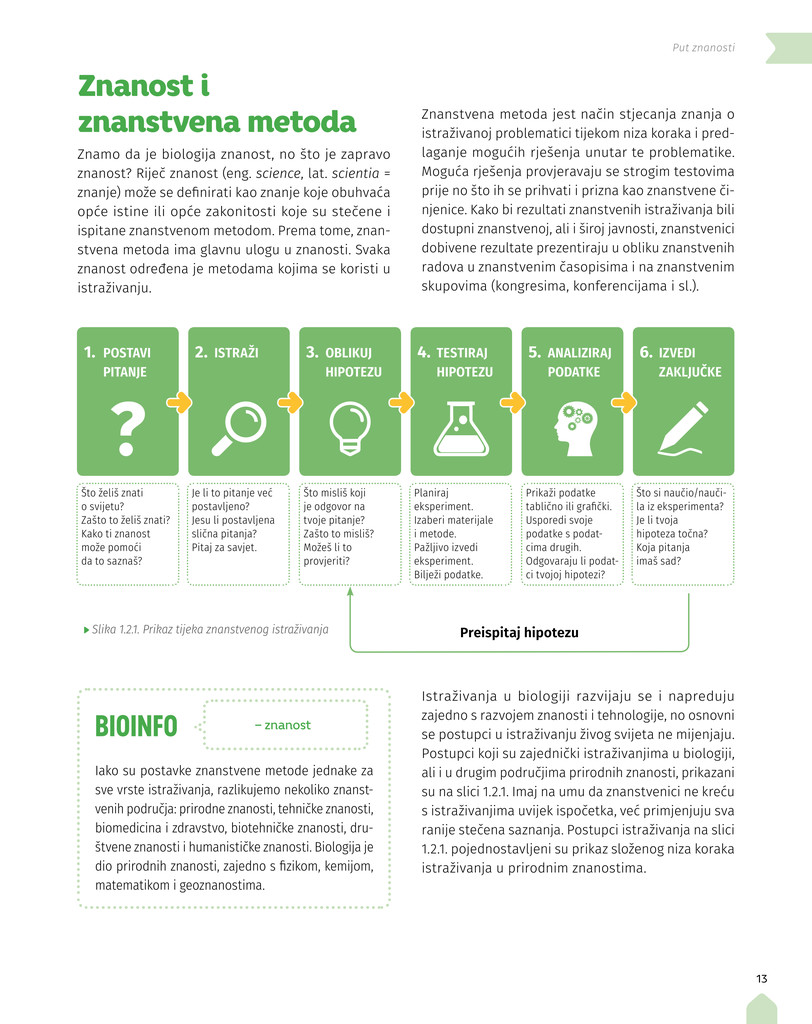 Put znanosti
Znanost i
znanstvena metoda
Znamo da je biologija znanost, no što je zapravo
znanost? Riječ znanost (eng. science, lat. scientia =
znanje) može se definirati kao znanje koje obuhvaća
opće istine ili opće zakonitosti koje su stečene i
ispitane znanstvenom metodom. Prema tome, znan-
stvena metoda ima glavnu ulogu u znanosti. Svaka
znanost određena je metodama kojima se koristi u
istraživanju.
Znanstvena metoda jest način stjecanja znanja o
istraživanoj problematici tijekom niza koraka i pred-
laganje mogućih rješenja unutar te problematike.
Moguća rješenja provjeravaju se strogim testovima
prije no što ih se prihvati i prizna kao znanstvene či-
njenice. Kako bi rezultati znanstvenih istraživanja bili
dostupni znanstvenoj, ali i široj javnosti, znanstvenici
dobivene rezultate prezentiraju u obliku znanstvenih
radova u znanstvenim časopisima i na znanstvenim
skupovima (kongresima, konferencijama i sl.).
1. POSTAVI
PITANJE
2. ISTRAŽI
3. OBLIKUJ
HIPOTEZU
4. TESTIRAJ
HIPOTEZU
5. ANALIZIRAJ
PODATKE
6. IZVEDI
ZAKLJUČKE
Što želiš znati
o svijetu?
Zašto to želiš znati?
Kako ti znanost
može pomoći
da to saznaš?
Je li to pitanje već
postavljeno?
Jesu li postavljena
slična pitanja?
Pitaj za savjet.
Što misliš koji
je odgovor na
tvoje pitanje?
Zašto to misliš?
Možeš li to
provjeriti?
Planiraj
eksperiment.
Izaberi materijale
i metode.
Pažljivo izvedi
eksperiment.
Bilježi podatke.
Prikaži podatke
tablično ili grafički.
Usporedi svoje
podatke s podat-
cima drugih.
Odgovaraju li podat-
ci tvojoj hipotezi?
Što si naučio/nauči-
la iz eksperimenta?
Je li tvoja
hipoteza točna?
Koja pitanja
imaš sad?
Slika 1.2.1. Prikaz tijeka znanstvenog istraživanja
Preispitaj hipotezu
BIOINFO
– znanost
Iako su postavke znanstvene metode jednake za
sve vrste istraživanja, razlikujemo nekoliko znanst-
venih područja: prirodne znanosti, tehničke znanosti,
biomedicina i zdravstvo, biotehničke znanosti, dru-
štvene znanosti i humanističke znanosti. Biologija je
dio prirodnih znanosti, zajedno s fizikom, kemijom,
matematikom i geoznanostima.
Istraživanja u biologiji razvijaju se i napreduju
zajedno s razvojem znanosti i tehnologije, no osnovni
se postupci u istraživanju živog svijeta ne mijenjaju.
Postupci koji su zajednički istraživanjima u biologiji,
ali i u drugim područjima prirodnih znanosti, prikazani
su na slici 1.2.1. Imaj na umu da znanstvenici ne kreću
s istraživanjima uvijek ispočetka, već primjenjuju sva
ranije stečena saznanja. Postupci istraživanja na slici
1.2.1. pojednostavljeni su prikaz složenog niza koraka
istraživanja u prirodnim znanostima.
13